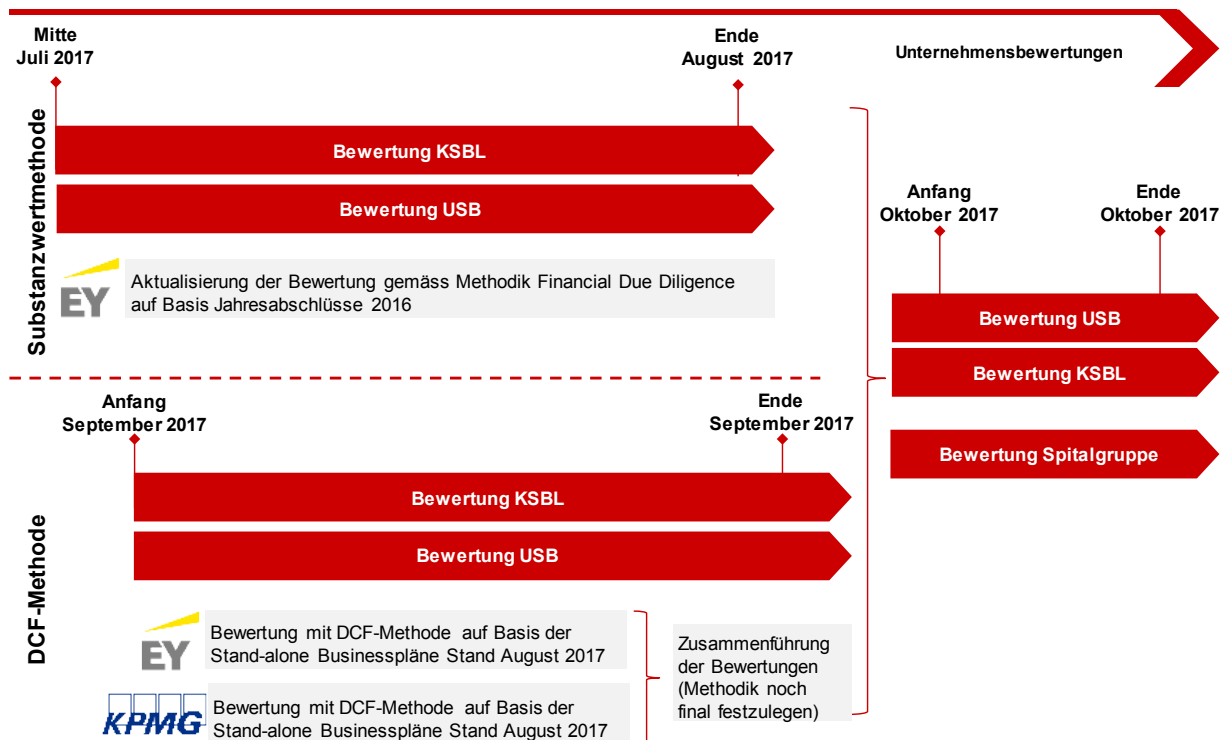 Mitte
Juli 2017
Ende
August 2017
Unternehmensbewertungen
Substanzwertmethode
Bewertung KSBL
Bewertung USB
EY
Aktualisierung der Bewertung gemäss Methodik Financial Due Diligence
auf Basis Jahresabschlüsse 2016
Anfang
Oktober 2017
Ende
Oktober 2017
Bewertung USB
Bewertung KSBL
Bewertung Spitalgruppe
DCF-Methode
Anfang
September 2017
Ende
September 2017
Bewertung KSBL
Bewertung USB
EY
Bewertung mit DCF-Methode auf Basis der
Stand-alone Businesspläne Stand August 2017
KPMG
Bewertung mit DCF-Methode auf Basis der
Stand-alone Businesspläne Stand August 2017
Zusammenführung
der Bewertungen
(Methodik noch
final festzulegen)